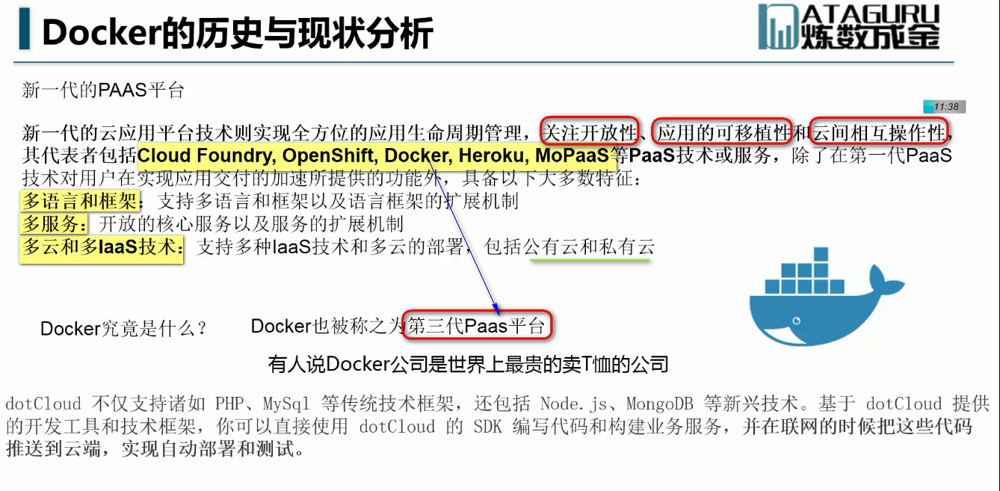 Docker的历史与现状分析
ATAGURU
炼数成金
新一代的PAAS平台
11:38
新一代的云应用平台技术则实现全方位的应用生命周期管理，关注开放性、应用的可移植性和云间相互操作性，
其代表者包括Cloud Foundry, OpenShift, Docker, Heroku, MoPaaS等PaaS技术或服务，除了在第一代PaaS
技术对用户在实现应用交付的加速所提供的功能外，具备以下大多数特征：
多语言和框架：支持多语言和框架以及语言框架的扩展机制
多服务：开放的核心服务以及服务的扩展机制
多云和多IaaS技术：支持多种IaaS技术和多云的部署，包括公有云和私有云
Docker究竟是什么？
Docker也被称之为第三代Paas平台
有人说Docker公司是世界上最贵的卖T恤的公司
dotCloud 不仅支持诸如 PHP、MySql 等传统技术框架，还包括 Node.js、MongoDB 等新兴技术。基于 dotCloud 提供
的开发工具和技术框架，你可以直接使用 dotCloud 的 SDK 编写代码和构建业务服务，并在联网的时候把这些代码
推送到云端，实现自动部署和测试。